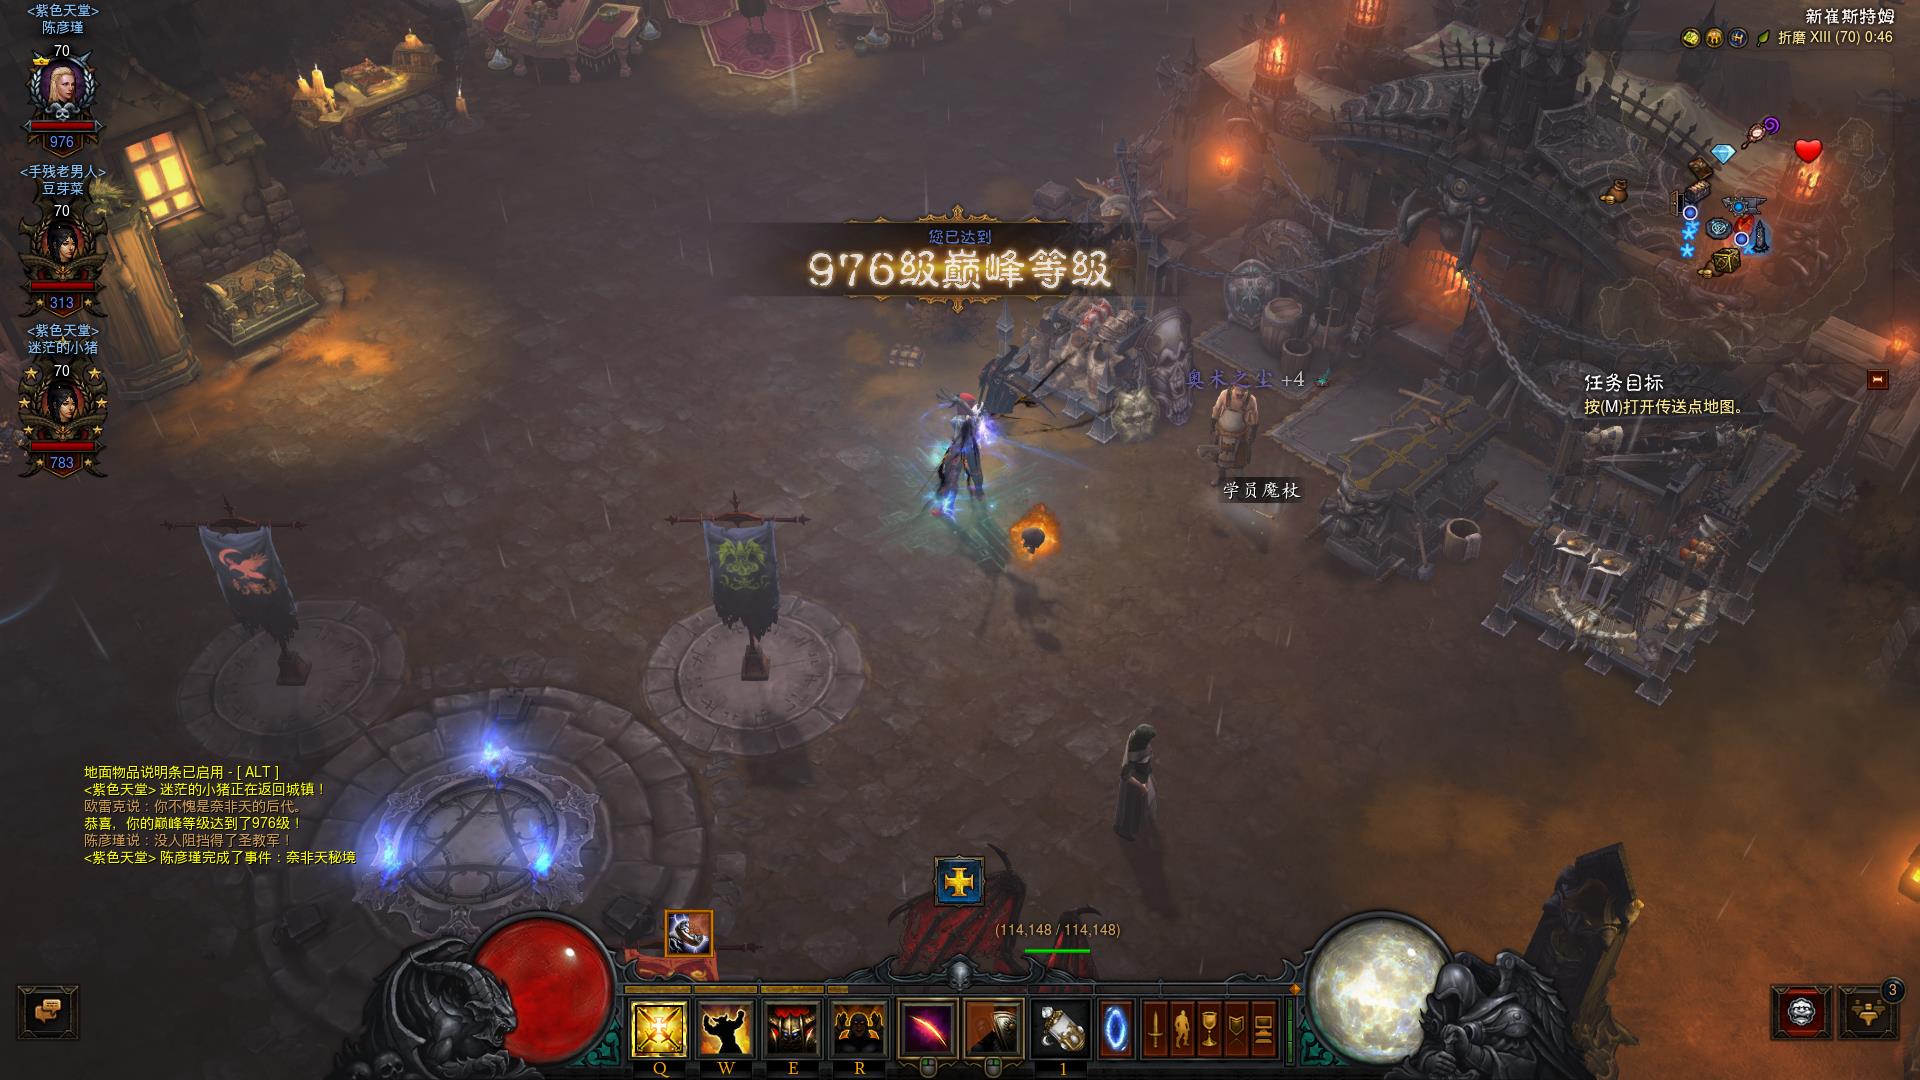 <紫色天堂>
陈彦瑾
70
976
<手残老男人>
豆芽菜
70
313
<紫色天堂>
迷茫的小猪
70
783
新崔斯特姆
折磨 XIII (70) 0:46
您已达到
976级巅峰等级
奥术之尘 +4
学员魔杖
任务目标
按(M)打开传送点地图。
地面物品说明条已启用 - [ ALT ]
<紫色天堂> 迷茫的小猪正在返回城镇！
欧雷克说：你不愧是奈非天的后代。
恭喜，你的巅峰等级达到了976级！
陈彦瑾说：没人阻挡得了圣教军！
<紫色天堂> 陈彦瑾完成了事件：奈非天秘境
(114,148 / 114,148)
Q W E R 1
3